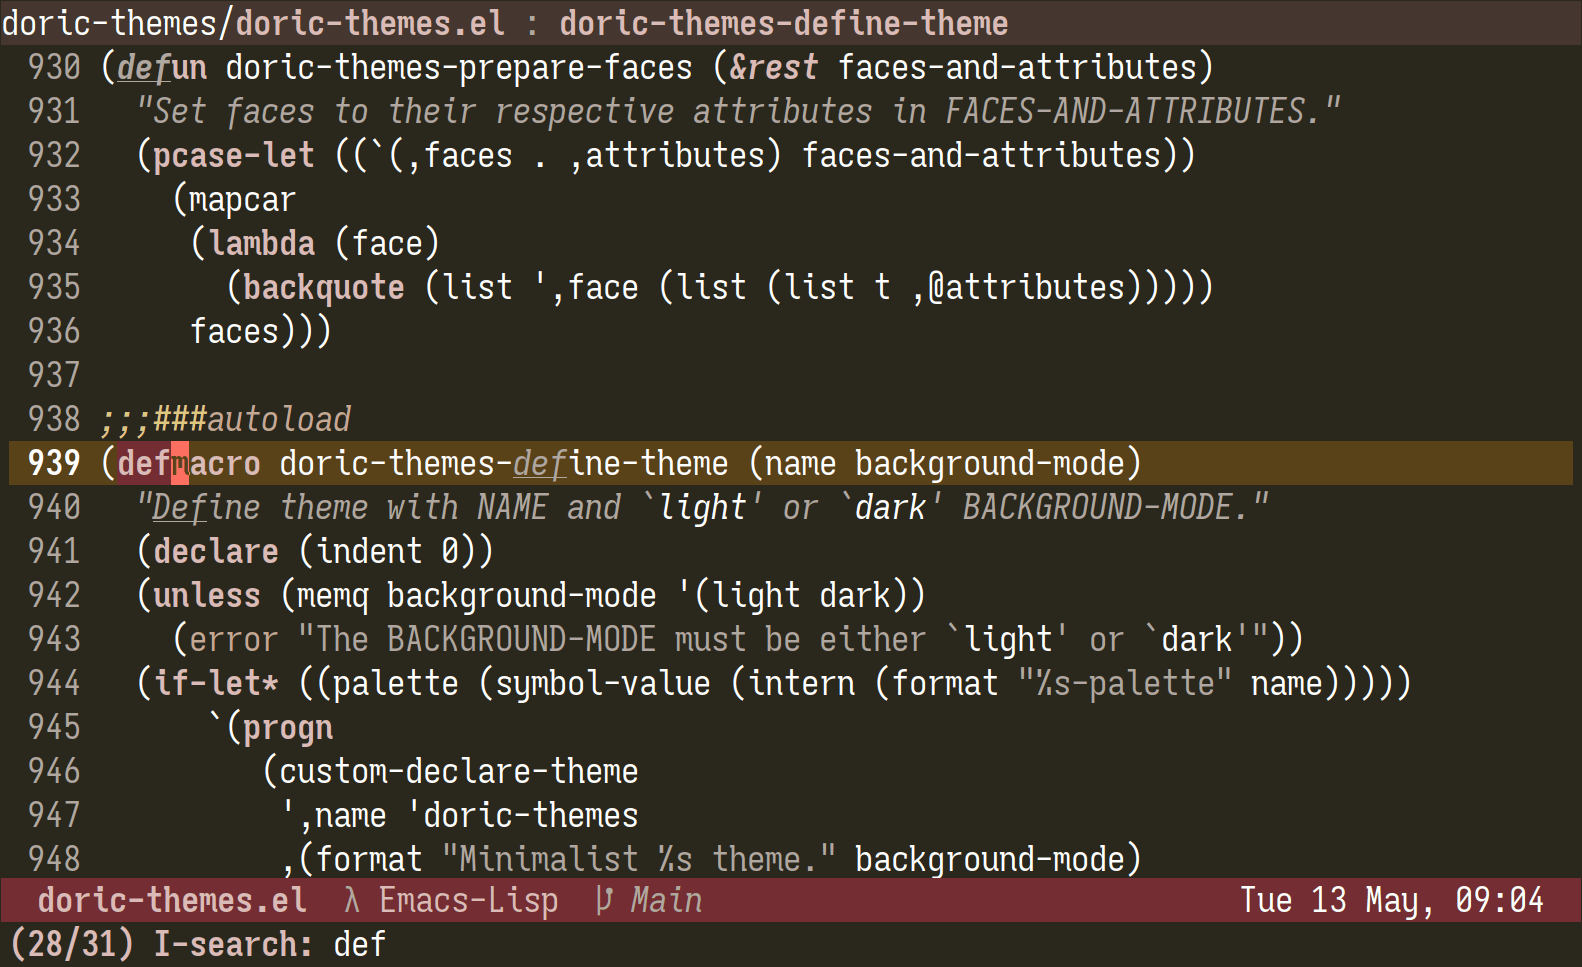 doric-themes/doric-themes.el : doric-themes-define-theme
930 (defun doric-themes-prepare-faces (&rest faces-and-attributes)
931   "Set faces to their respective attributes in FACES-AND-ATTRIBUTES."
932   (pcase-let ((`(,faces . ,attributes) faces-and-attributes))
933     (mapcar
934      (lambda (face)
935        (backquote (list ',face (list (list t ,@attributes)))))
936      faces)))
937
938 ;;;###autoload
939 (defmacro doric-themes-define-theme (name background-mode)
940   "Define theme with NAME and `light' or `dark' BACKGROUND-MODE."
941   (declare (indent 0))
942   (unless (memq background-mode '(light dark))
943     (error "The BACKGROUND-MODE must be either `light' or `dark'"))
944   (if-let* ((palette (symbol-value (intern (format "%s-palette" name)))))
945       `(progn
946          (custom-declare-theme
947           ',name 'doric-themes
948           ,(format "Minimalist %s theme." background-mode)
doric-themes.el  λ Emacs-Lisp  Main  Tue 13 May, 09:04
(28/31) I-search: def